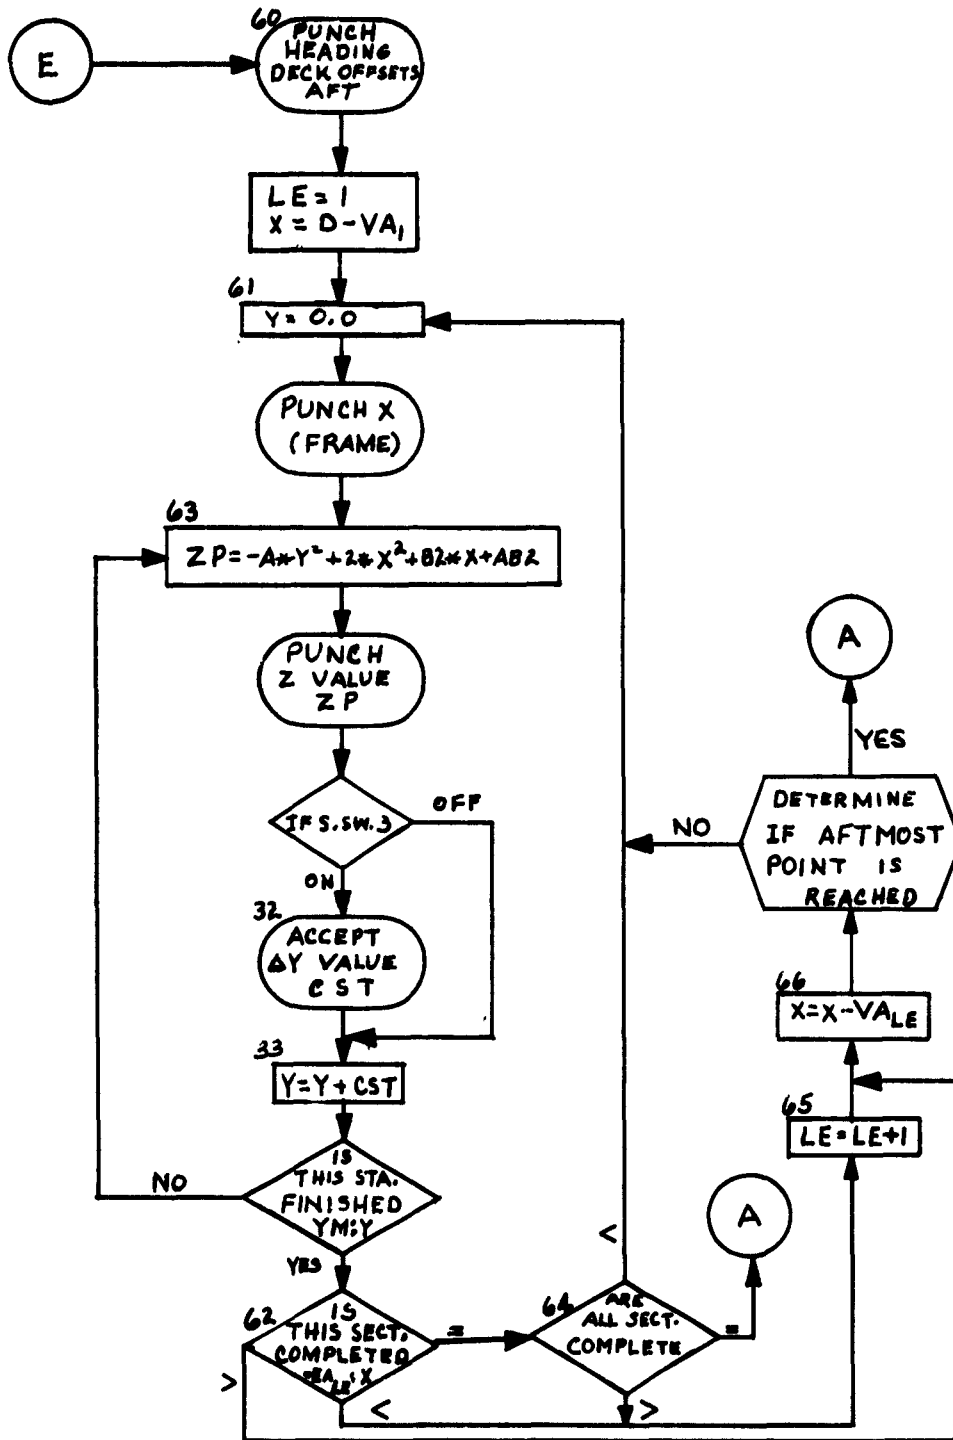 E
60
PUNCH
HEADING
DECK OFFSETS
AFT
LE = 1
X = D - VA1
61
Y = 0.0
PUNCH X
(FRAME)
63
ZP = -A*Y² + 2*X² + B2*X + AB2
PUNCH
Z VALUE
ZP
IF S.SW.3
OFF
ON
32
ACCEPT
ΔY VALUE
CST
33
Y = Y + CST
IS
THIS STA.
FINISHED
YM:Y
NO
YES
62
IS
THIS SECT.
COMPLETED
LE : X
=
>
<
64
ARE
ALL SECT.
COMPLETE
<
=
>
A
65
LE = LE + 1
66
X = X - VALE
DETERMINE
IF AFTMOST
POINT IS
REACHED
NO
YES
A